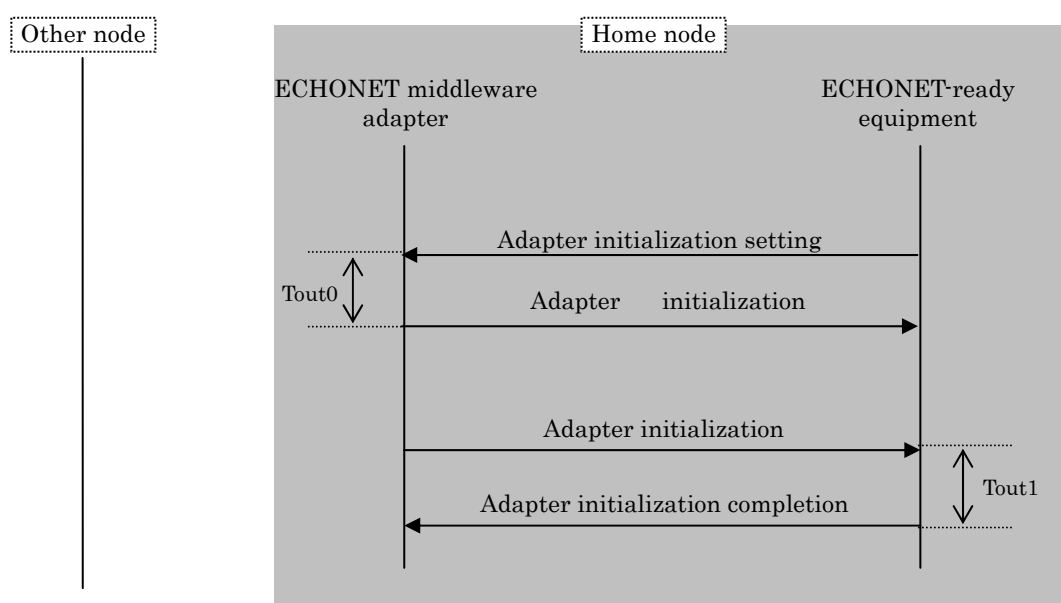 Other node
Home node
ECHONET middleware
adapter
ECHONET-ready
equipment
Adapter initialization setting
Tout0
Adapter initialization
Adapter initialization
Tout1
Adapter initialization completion